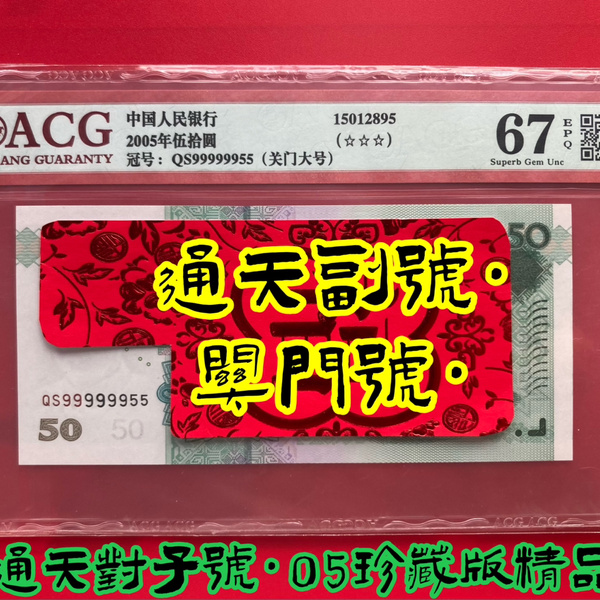 ACG
ANG GUARANTY
中国人民银行
2005年伍拾圆
冠号：QS99999955（关门大号）
15012895
(☆☆☆)
67
EPQ
Superb Gem Unc
50
通天副號·
關門號·
QS99999955
50
50
通天對子號·05珍藏版精品